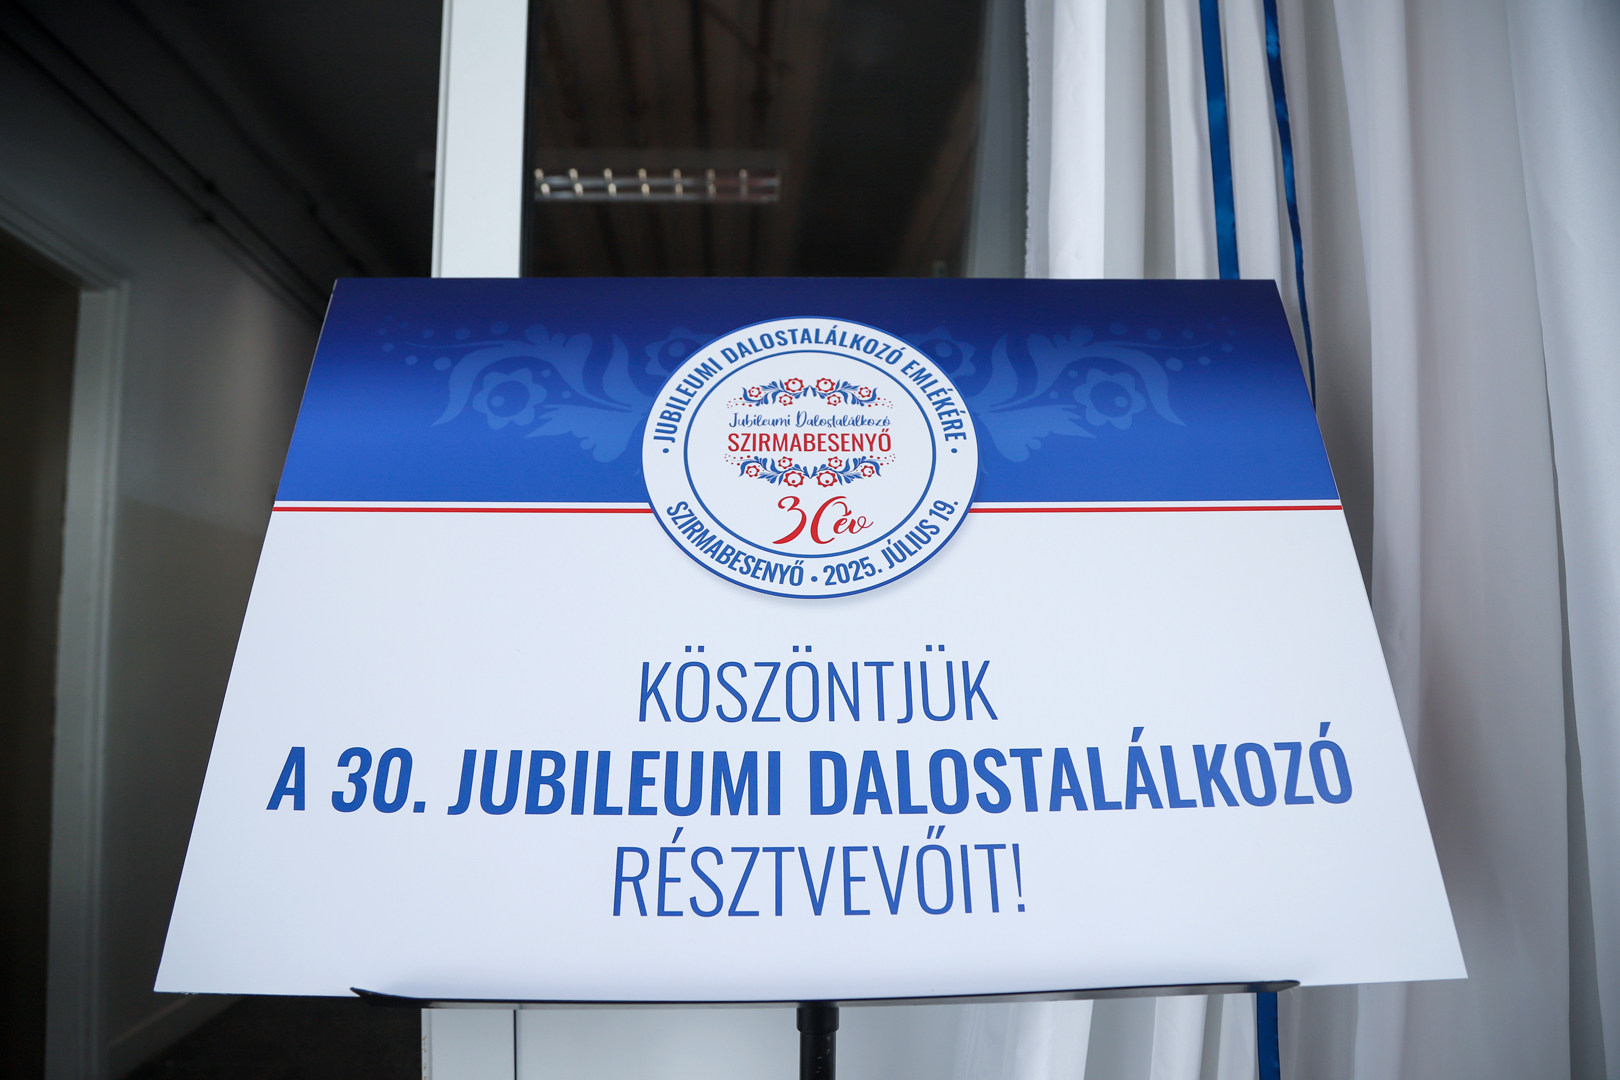 • JUBILEUMI DALOSTALÁLKOZÓ EMLÉKÉRE •
Jubileumi Dalostalálkozó
SZIRMABESENYŐ
30 év
SZIRMABESENYŐ • 2025. JÚLIUS 19.
KÖSZÖNTJÜK
A 30. JUBILEUMI DALOSTALÁLKOZÓ
RÉSZTVEVŐIT!